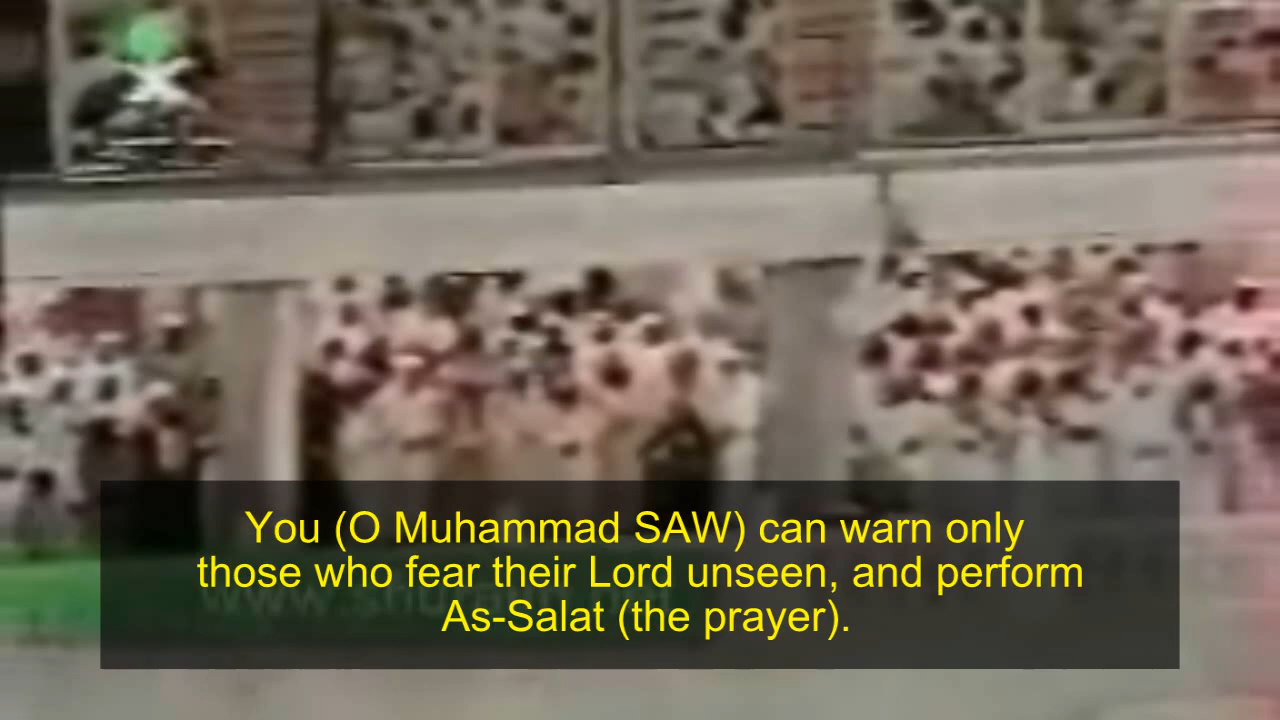 You (O Muhammad SAW) can warn only
those who fear their Lord unseen, and perform
As-Salat (the prayer).